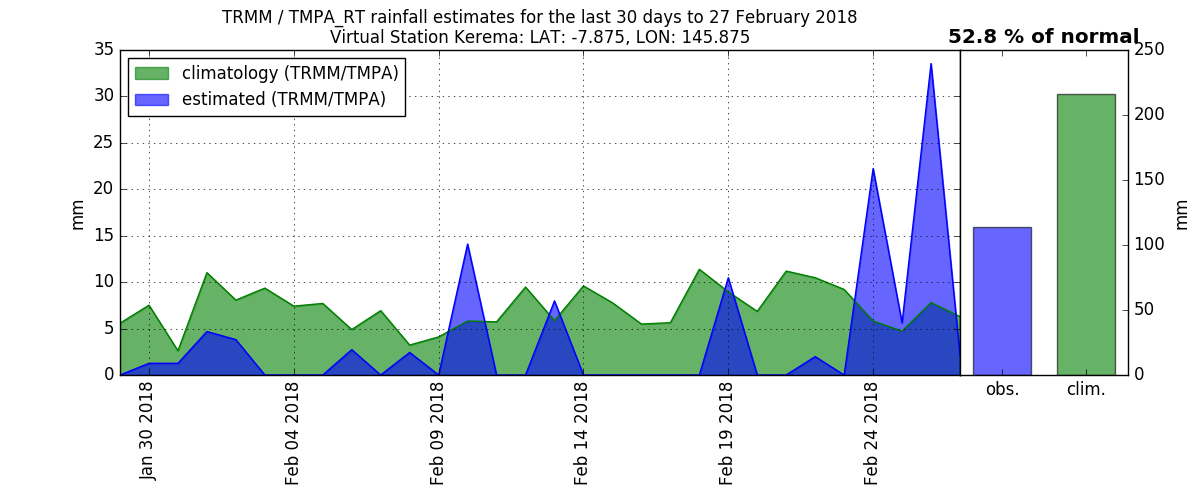 TRMM / TMPA_RT rainfall estimates for the last 30 days to 27 February 2018
Virtual Station Kerema: LAT: -7.875, LON: 145.875
52.8 % of normal
climatology (TRMM/TMPA)
estimated (TRMM/TMPA)
35
30
25
20
15
10
5
0
mm
Jan 30 2018
Feb 04 2018
Feb 09 2018
Feb 14 2018
Feb 19 2018
Feb 24 2018
obs.
clim.
250
200
150
100
50
0
mm